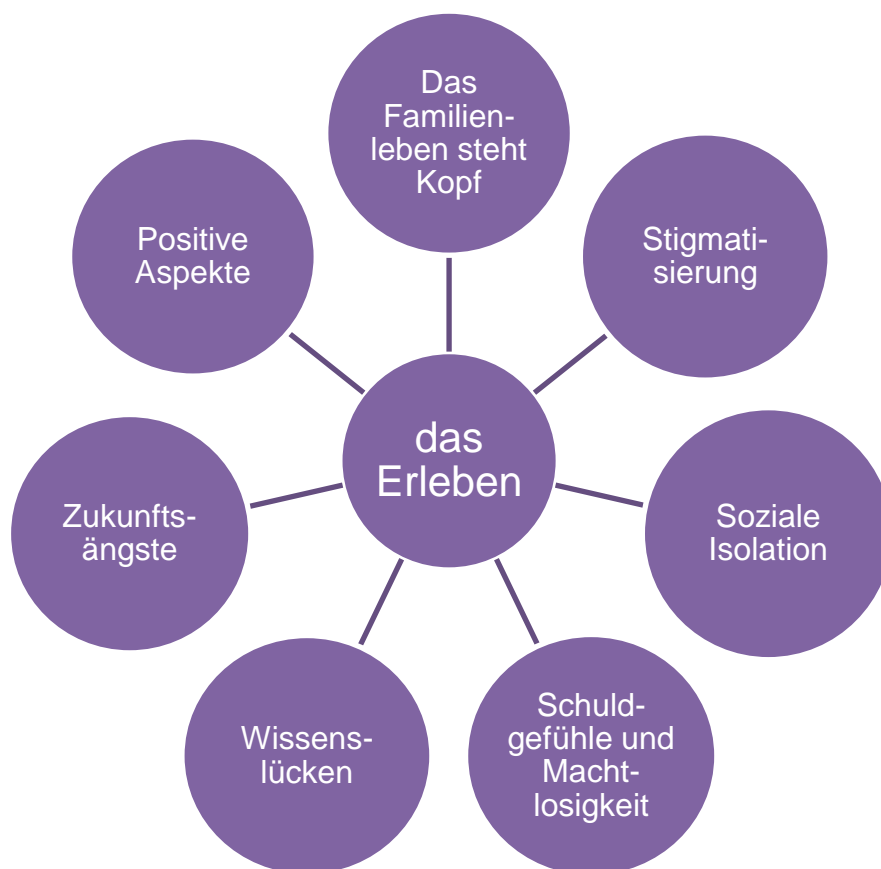 Das
Familien-
leben steht
Kopf
Positive
Aspekte
Stigmati-
sierung
das
Erleben
Zukunfts-
ängste
Soziale
Isolation
Wissens-
lücken
Schuld-
gefühle und
Macht-
losigkeit